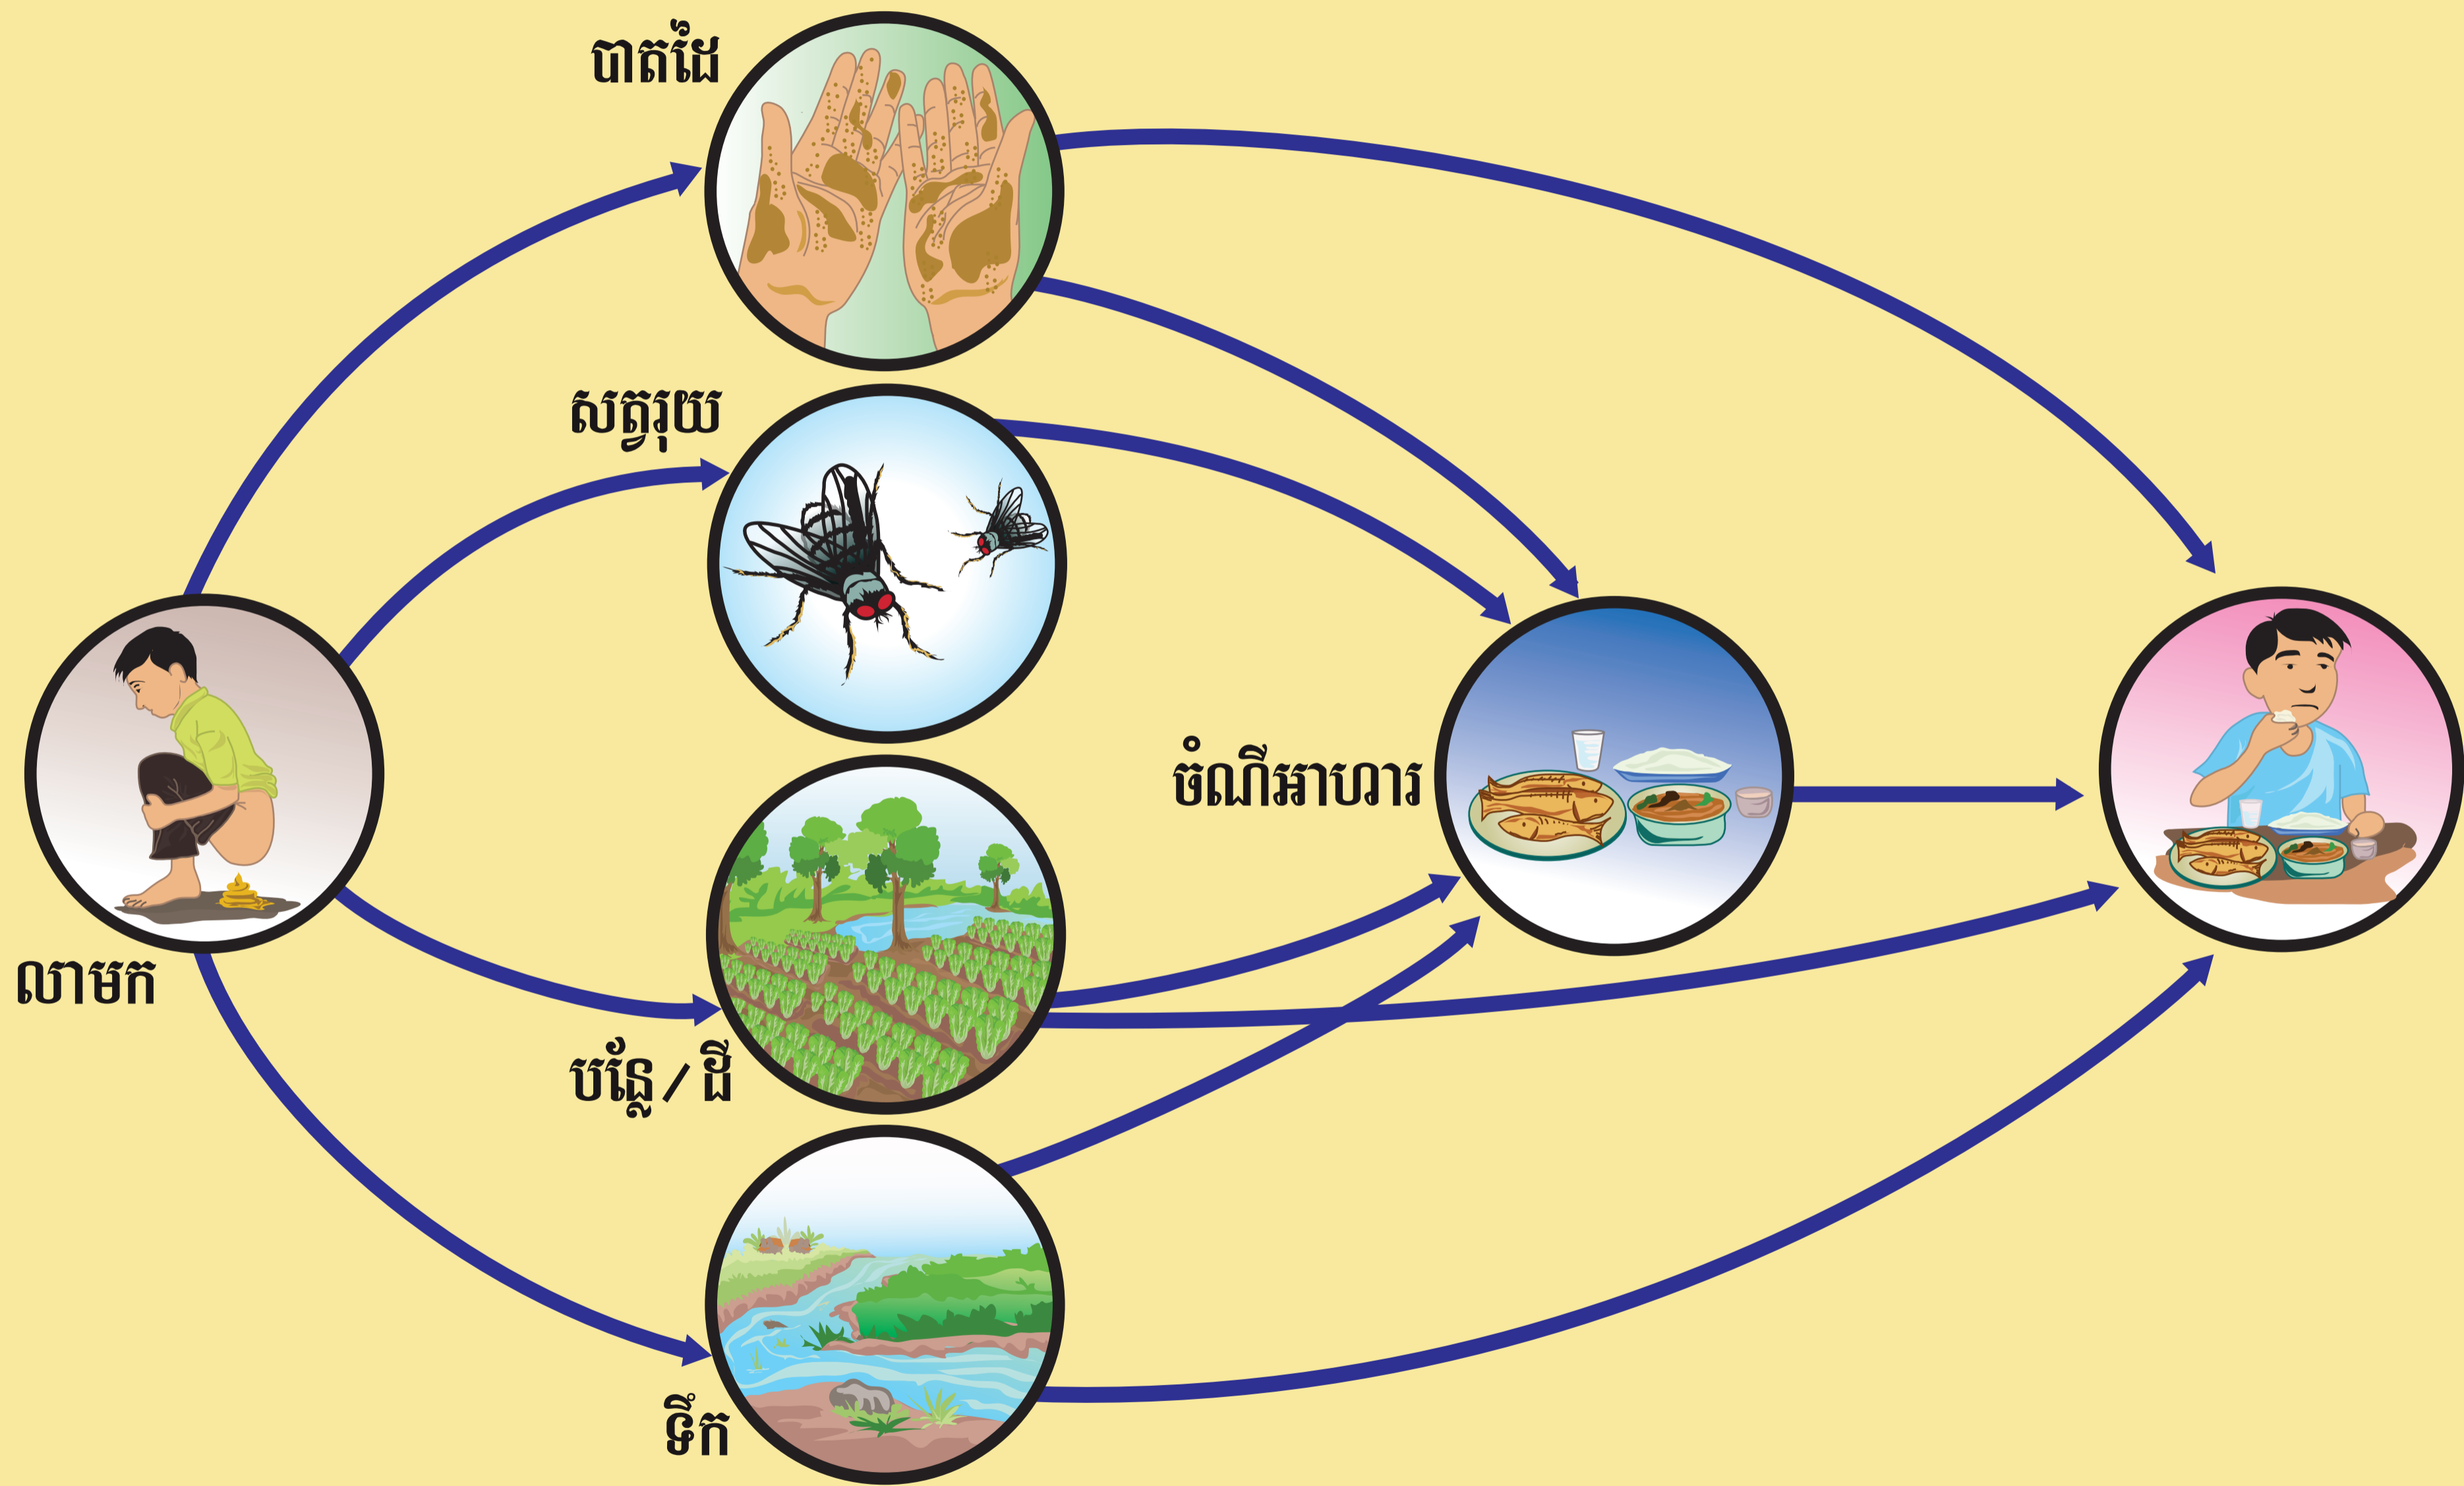 បាតដៃ
សត្វរុយ
ចំណីអាហារ
លាមក
បន្លែ / ដី
ទឹក